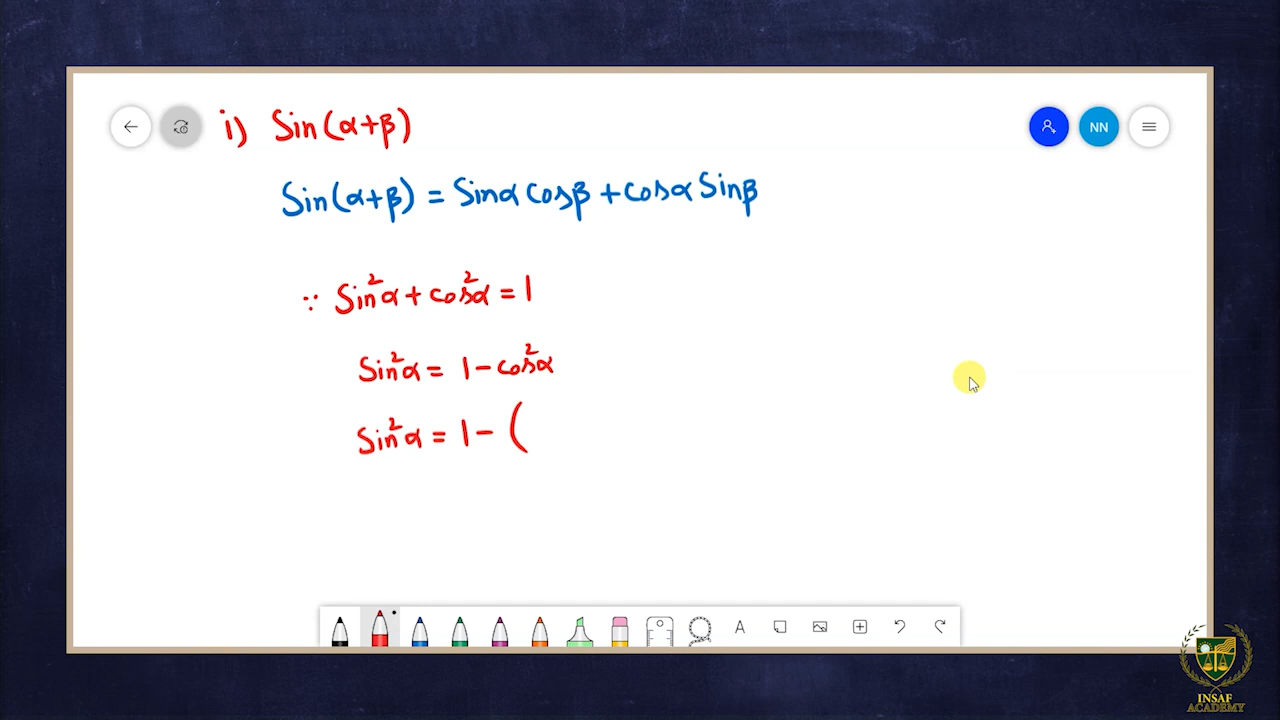 i) Sin(α+β)
Sin(α+β) = Sinα Cosβ + Cosα Sinβ
∵ Sin²α + cos²α = 1
Sin²α = 1 - cos²α
Sin²α = 1 - (
NN
A
INSAF
ACADEMY